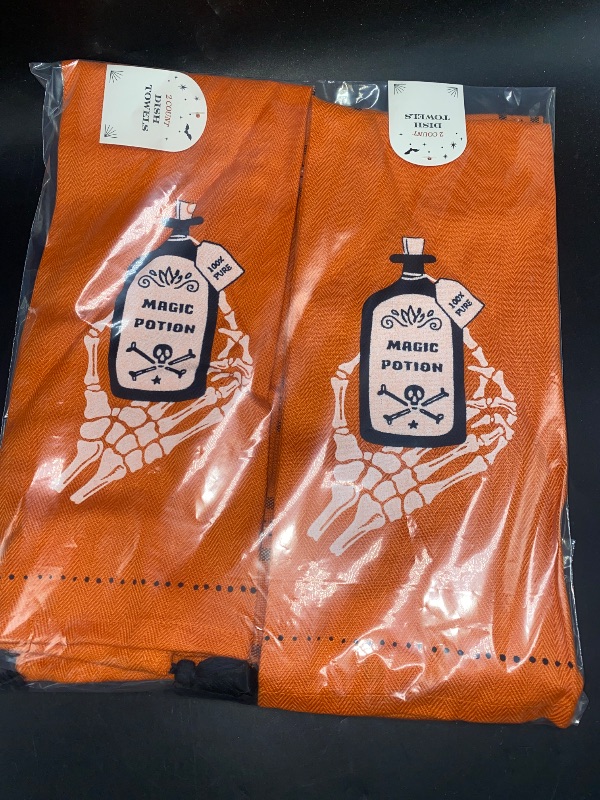 2 COUNT
DISH
TOWELS
100%
PURE
MAGIC
POTION
2 COUNT
DISH
TOWELS
100%
PURE
MAGIC
POTION